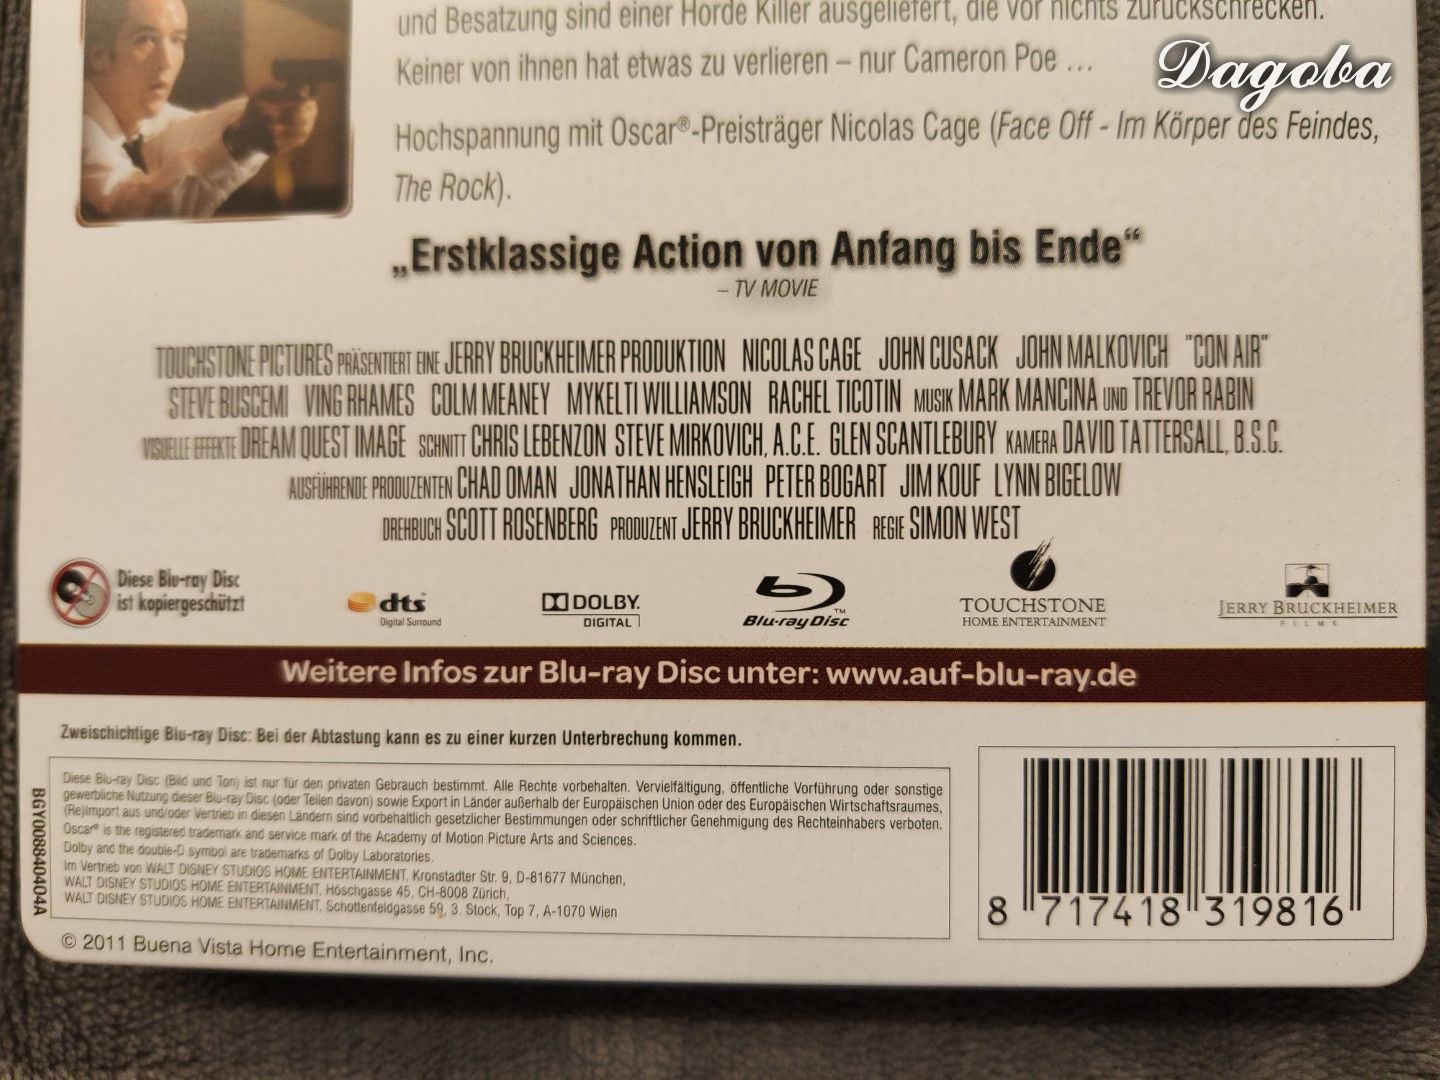 und Besatzung sind einer Horde Killer ausgeliefert, die vor nichts zurückschrecken.
Keiner von ihnen hat etwas zu verlieren – nur Cameron Poe ...
Dagoba
Hochspannung mit Oscar®-Preisträger Nicolas Cage (Face Off - Im Körper des Feindes,
The Rock).
„Erstklassige Action von Anfang bis Ende“
– TV MOVIE
TOUCHSTONE PICTURES PRÄSENTIERT EINE JERRY BRUCKHEIMER PRODUKTION NICOLAS CAGE JOHN CUSACK JOHN MALKOVICH "CON AIR"
STEVE BUSCEMI VING RHAMES COLM MEANEY MYKELTI WILLIAMSON RACHEL TICOTIN MUSIK MARK MANCINA UND TREVOR RABIN
VISUELLE EFFEKTE DREAM QUEST IMAGE SCHNITT CHRIS LEBENZON STEVE MIRKOVICH, A.C.E. GLEN SCANTLEBURY KAMERA DAVID TATTERSALL, B.S.C.
AUSFÜHRENDE PRODUZENTEN CHAD OMAN JONATHAN HENSLEIGH PETER BOGART JIM KOUF LYNN BIGELOW
DREHBUCH SCOTT ROSENBERG PRODUZENT JERRY BRUCKHEIMER REGIE SIMON WEST
Diese Blu-ray Disc
ist kopiergeschützt
dts
Digital Surround
DOLBY.
DIGITAL
Blu-ray Disc™
TOUCHSTONE
HOME ENTERTAINMENT
JERRY BRUCKHEIMER
FILMS
Weitere Infos zur Blu-ray Disc unter: www.auf-blu-ray.de
Zweischichtige Blu-ray Disc: Bei der Abtastung kann es zu einer kurzen Unterbrechung kommen.
Diese Blu-ray Disc (Bild und Ton) ist nur für den privaten Gebrauch bestimmt. Alle Rechte vorbehalten. Vervielfältigung, öffentliche Vorführung oder sonstige
gewerbliche Nutzung dieser Blu-ray Disc (oder Teilen davon) sowie Export in Länder außerhalb der Europäischen Union oder des Europäischen Wirtschaftsraumes,
(Re)Import aus und/oder Vertrieb in diesen Ländern sind vorbehaltlich gesetzlicher Bestimmungen oder schriftlicher Genehmigung des Rechteinhabers verboten.
Oscar® is the registered trademark and service mark of the Academy of Motion Picture Arts and Sciences.
Dolby and the double-D symbol are trademarks of Dolby Laboratories.
Im Vertrieb von WALT DISNEY STUDIOS HOME ENTERTAINMENT, Kronstadter Str. 9, D-81677 München,
WALT DISNEY STUDIOS HOME ENTERTAINMENT, Höschgasse 45, CH-8008 Zürich,
WALT DISNEY STUDIOS HOME ENTERTAINMENT, Schottenfeldgasse 59, 3. Stock, Top 7, A-1070 Wien
BGY008840404A
8 717418 319816
© 2011 Buena Vista Home Entertainment, Inc.